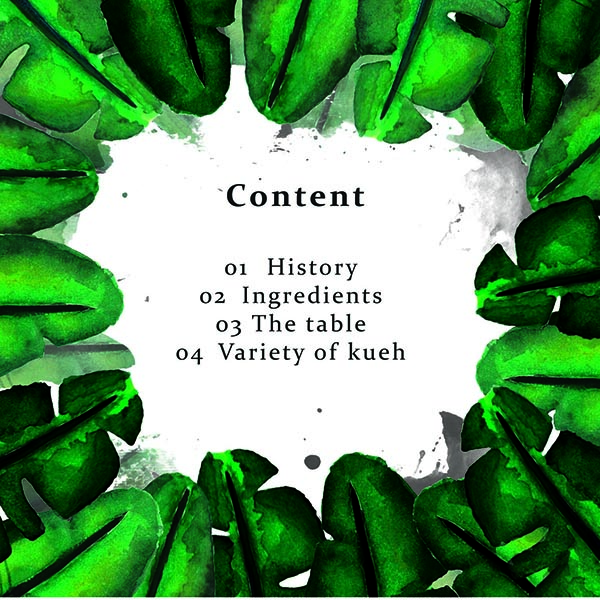 Content
01 History
02 Ingredients
03 The table
04 Variety of kueh